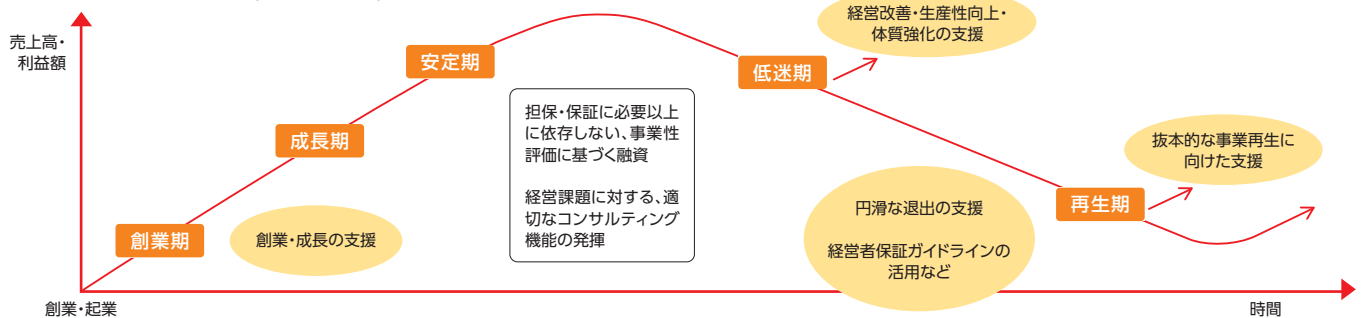 売上高・
利益額
創業・起業
時間
創業期
成長期
安定期
低迷期
再生期
創業・成長の支援
担保・保証に必要以上
に依存しない、事業性
評価に基づく融資
経営課題に対する、適
切なコンサルティング
機能の発揮
経営改善・生産性向上・
体質強化の支援
円滑な退出の支援
経営者保証ガイドラインの
活用など
抜本的な事業再生に
向けた支援